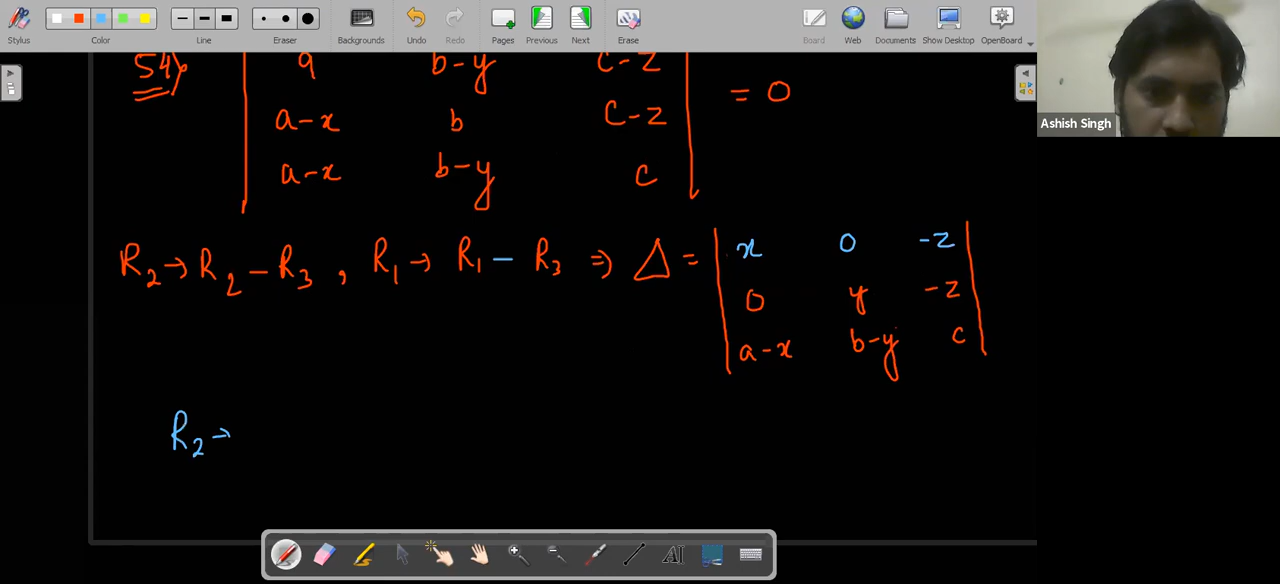 Stylus Color Line Eraser Backgrounds Undo Redo Pages Previous Next Erase Board Web Documents Show Desktop OpenBoard
Ashish Singh
54) | a b-y c-z |
| a-x b c-z | = 0
| a-x b-y c |
R2 → R2 - R3 , R1 → R1 - R3 ⇒ Δ = | x 0 -z |
| 0 y -z |
| a-x b-y c |
R2 →
AI